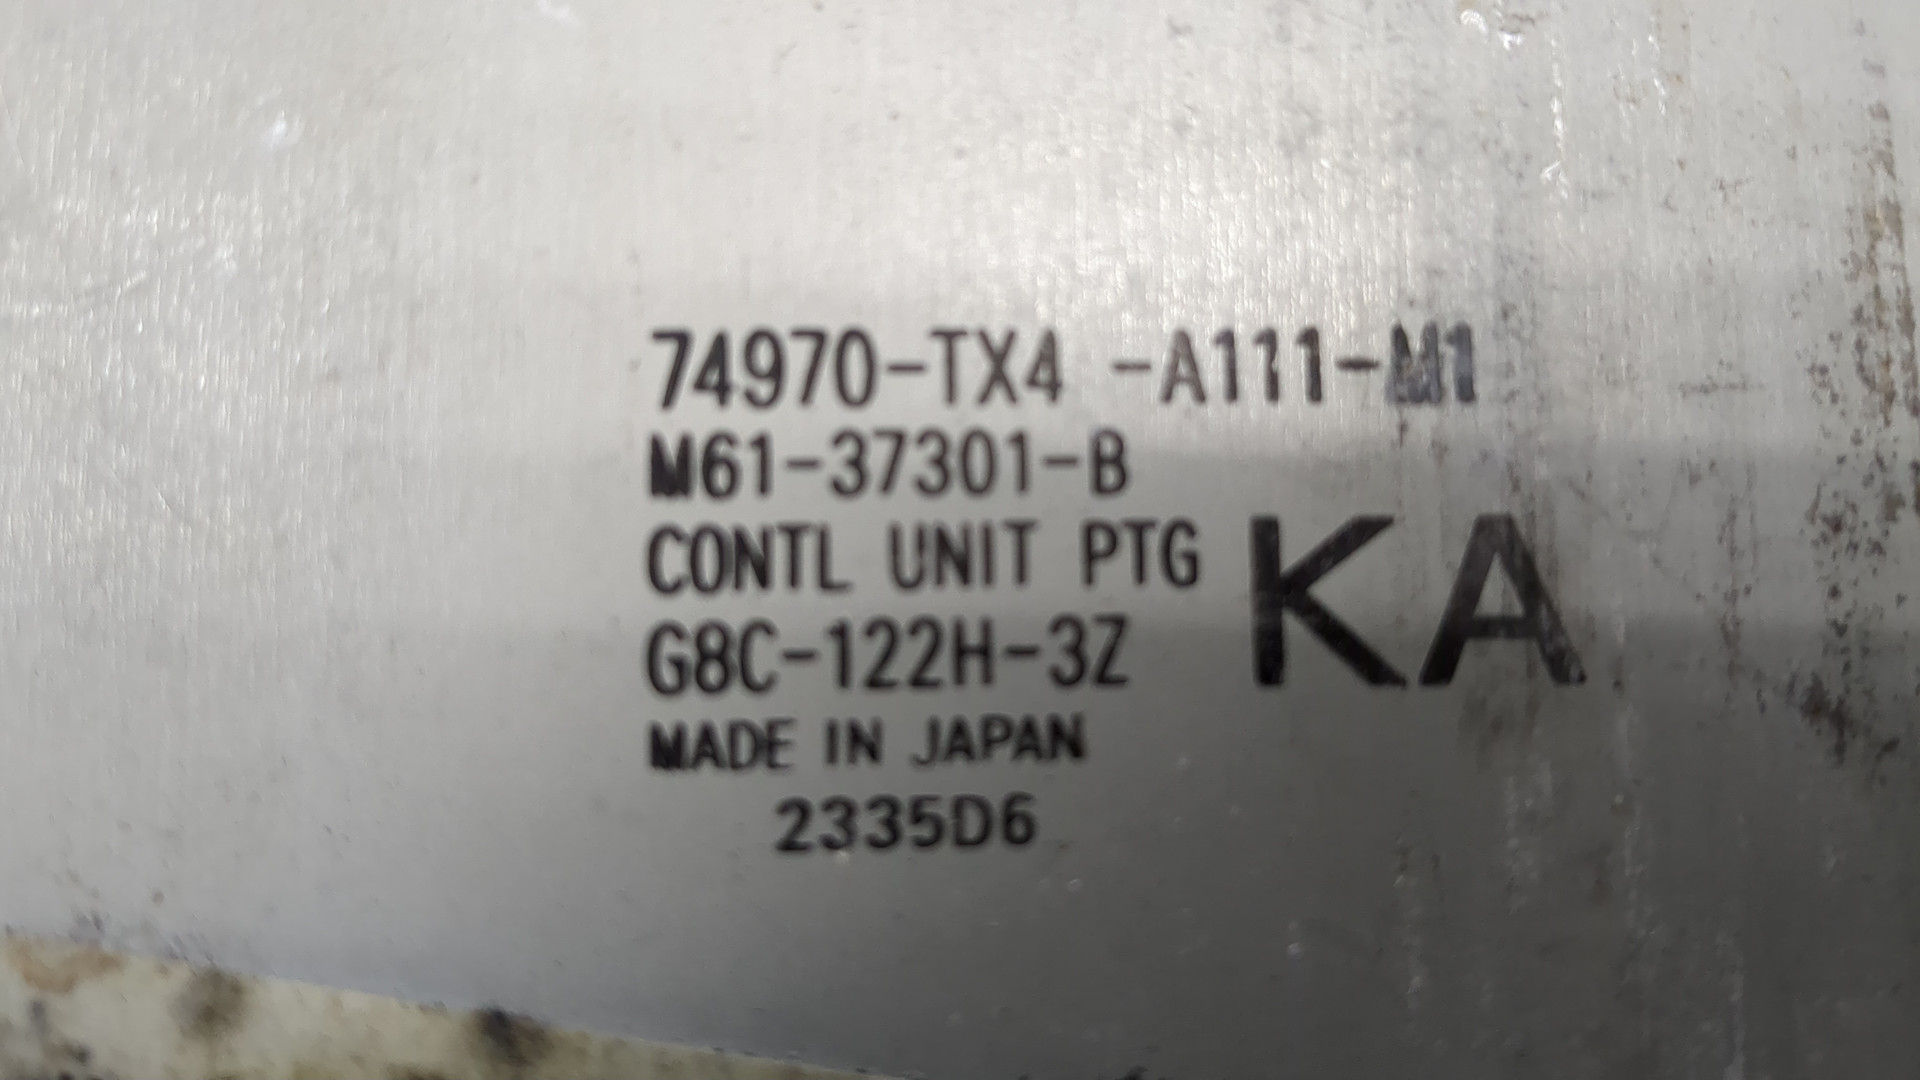 74970-TX4 -A111-M1
M61-37301-B
CONTL UNIT PTG
KA
G8C-122H-3Z
MADE IN JAPAN
2335D6